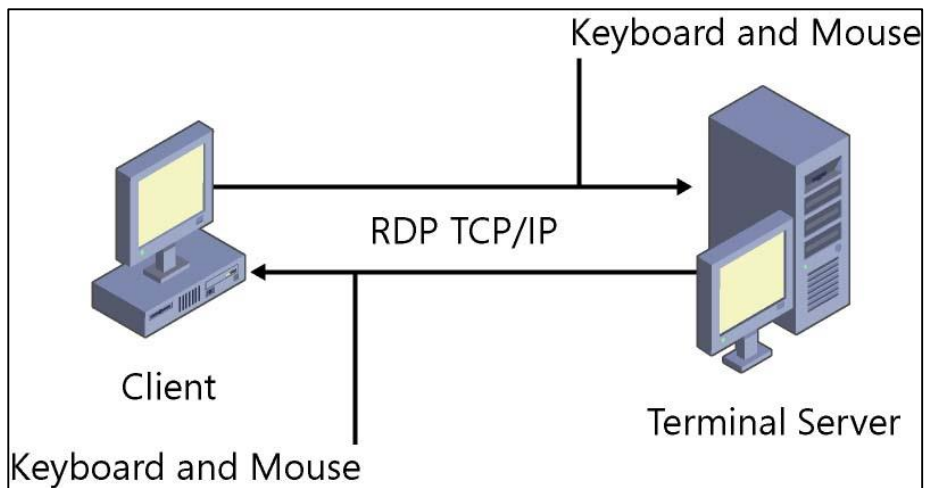 Keyboard and Mouse
RDP TCP/IP
Client
Terminal Server
Keyboard and Mouse